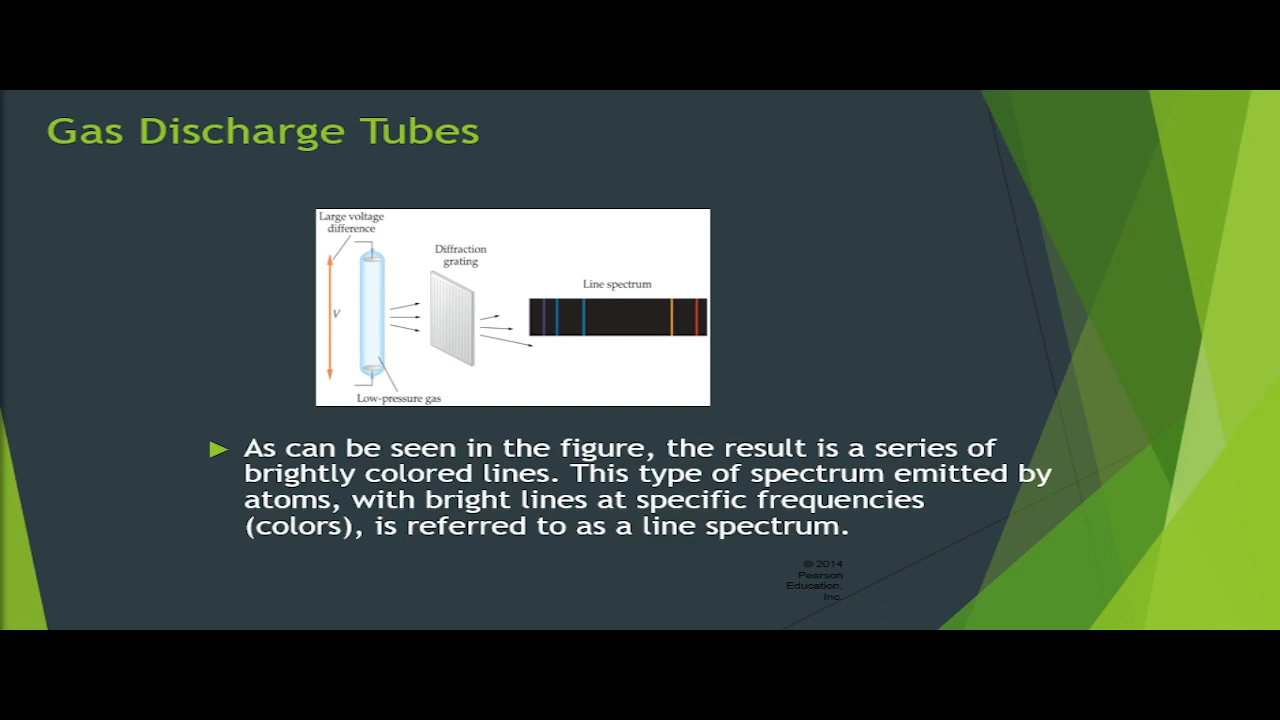 Gas Discharge Tubes
Large voltage
difference
Diffraction
grating
Line spectrum
V
Low-pressure gas
As can be seen in the figure, the result is a series of
brightly colored lines. This type of spectrum emitted by
atoms, with bright lines at specific frequencies
(colors), is referred to as a line spectrum.
© 2014
Pearson
Education,
Inc.